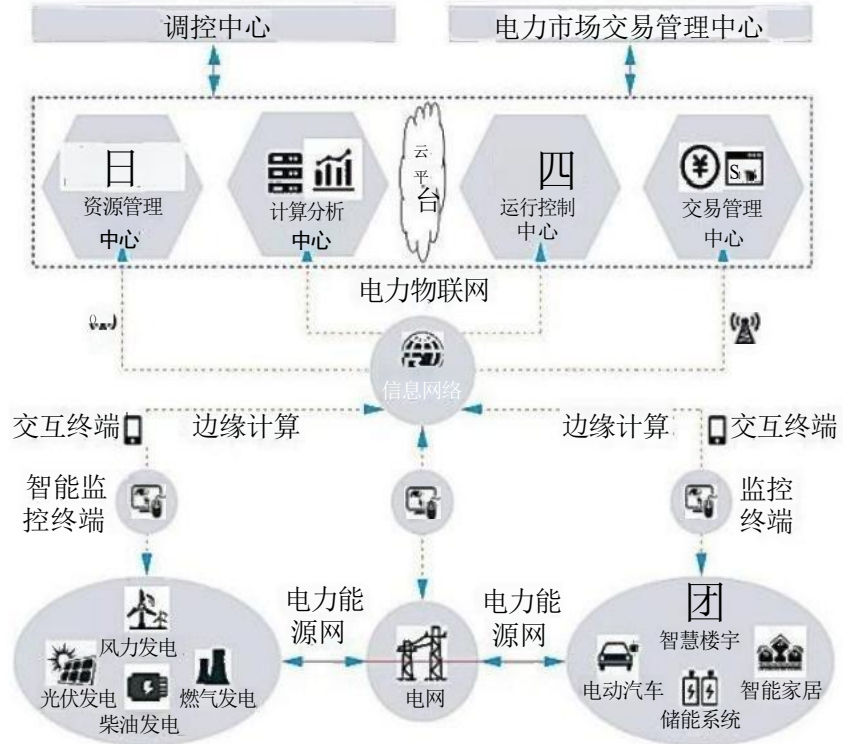 调控中心
电力市场交易管理中心
日
资源管理
中心
计算分析
中心
云
平
台
四
运行控制
中心
¥
S
交易管理
中心
电力物联网
信息网络
交互终端
边缘计算
边缘计算
交互终端
智能监
控终端
监控
终端
风力发电
光伏发电
燃气发电
柴油发电
电力能
源网
电网
电力能
源网
团
智慧楼宇
电动汽车
智能家居
储能系统